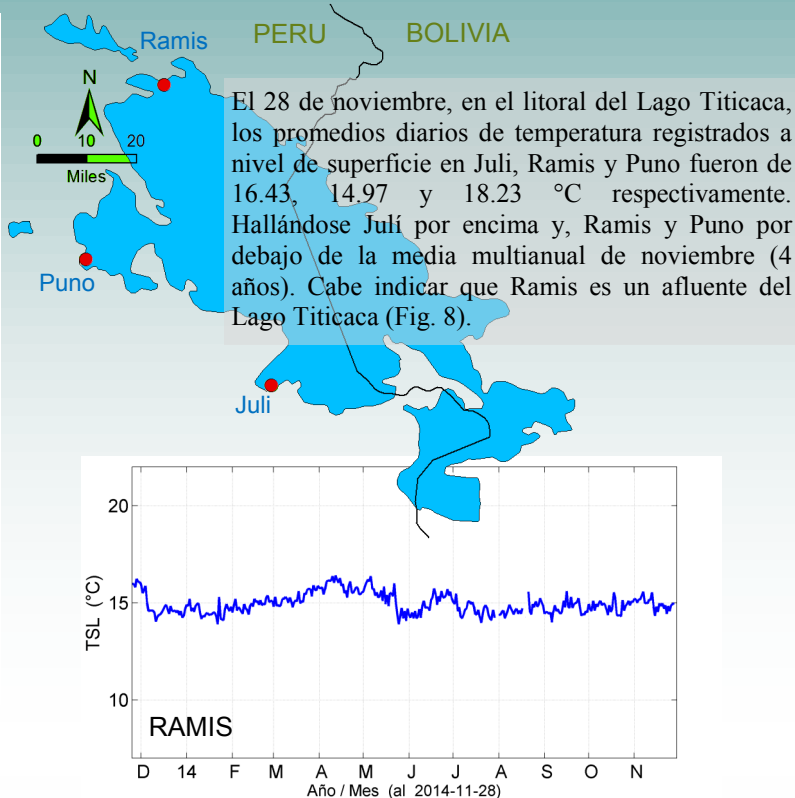 Ramis
PERU
BOLIVIA
N
0 10 20
Miles
El 28 de noviembre, en el litoral del Lago Titicaca,
los promedios diarios de temperatura registrados a
nivel de superficie en Juli, Ramis y Puno fueron de
16.43, 14.97 y 18.23 °C respectivamente.
Hallándose Julí por encima y, Ramis y Puno por
debajo de la media multianual de noviembre (4
años). Cabe indicar que Ramis es un afluente del
Lago Titicaca (Fig. 8).
Puno
Juli
20
15
10
TSL (°C)
RAMIS
D 14 F M A M J J A S O N
Año / Mes (al 2014-11-28)